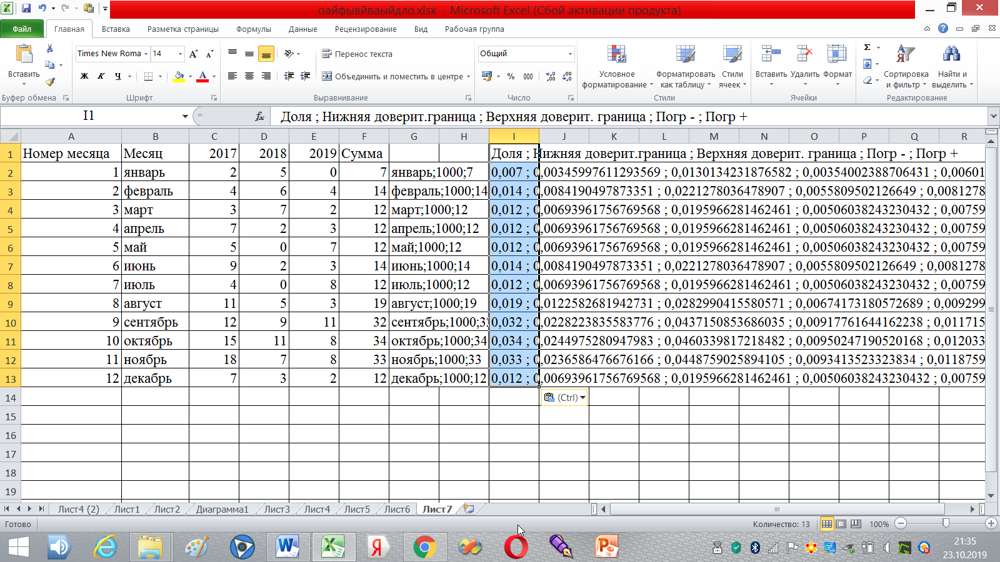 оайфывйваыйдло.xlsx - Microsoft Excel (Сбой активации продукта)
Файл Главная Вставка Разметка страницы Формулы Данные Рецензирование Вид Рабочая группа
Вставить
Буфер обмена
Times New Roma 14
Ж К Ч
Шрифт
Перенос текста
Объединить и поместить в центре
Выравнивание
Общий
% 000
Число
Условное форматирование
Форматировать как таблицу
Стили ячеек
Стили
Вставить Удалить Формат
Ячейки
Сортировка и фильтр
Найти и выделить
Редактирование
I1 fx Доля ; Нижняя доверит.граница ; Верхняя доверит. граница ; Погр - ; Погр +
A B C D E F G H I J K L M N O P Q R
1 Номер месяца Месяц 2017 2018 2019 Сумма Доля ; Нижняя доверит.граница ; Верхняя доверит. граница ; Погр - ; Погр +
2 1 январь 2 5 0 7 январь;1000;7 0,007 ; 0,00345997611293569 ; 0,0130134231876582 ; 0,00354002388706431 ; 0,00601
3 2 февраль 4 6 4 14 февраль;1000;14 0,014 ; 0,0084190497873351 ; 0,0221278036478907 ; 0,0055809502126649 ; 0,0081278
4 3 март 3 7 2 12 март;1000;12 0,012 ; 0,00693961756769568 ; 0,0195966281462461 ; 0,00506038243230432 ; 0,00759
5 4 апрель 7 2 3 12 апрель;1000;12 0,012 ; 0,00693961756769568 ; 0,0195966281462461 ; 0,00506038243230432 ; 0,00759
6 5 май 5 0 7 12 май;1000;12 0,012 ; 0,00693961756769568 ; 0,0195966281462461 ; 0,00506038243230432 ; 0,00759
7 6 июнь 9 2 3 14 июнь;1000;14 0,014 ; 0,0084190497873351 ; 0,0221278036478907 ; 0,0055809502126649 ; 0,0081278
8 7 июль 4 0 8 12 июль;1000;12 0,012 ; 0,00693961756769568 ; 0,0195966281462461 ; 0,00506038243230432 ; 0,00759
9 8 август 11 5 3 19 август;1000;19 0,019 ; 0,0122582681942731 ; 0,0282990415580571 ; 0,00674173180572689 ; 0,009299
10 9 сентябрь 12 9 11 32 сентябрь;1000;32 0,032 ; 0,0228223835583776 ; 0,0437150853686035 ; 0,00917761644162238 ; 0,011715
11 10 октябрь 15 11 8 34 октябрь;1000;34 0,034 ; 0,0244975280947983 ; 0,0460339817218482 ; 0,00950247190520168 ; 0,012033
12 11 ноябрь 18 7 8 33 ноябрь;1000;33 0,033 ; 0,0236586476676166 ; 0,0448759025894105 ; 0,0093413523323834 ; 0,0118759
13 12 декабрь 7 3 2 12 декабрь;1000;12 0,012 ; 0,00693961756769568 ; 0,0195966281462461 ; 0,00506038243230432 ; 0,00759
14 (Ctrl)
15
16
17
18
19
Лист4 (2) Лист1 Лист2 Диаграмма1 Лист3 Лист4 Лист5 Лист6 Лист7
Готово Количество: 13 100%
21:35
23.10.2019